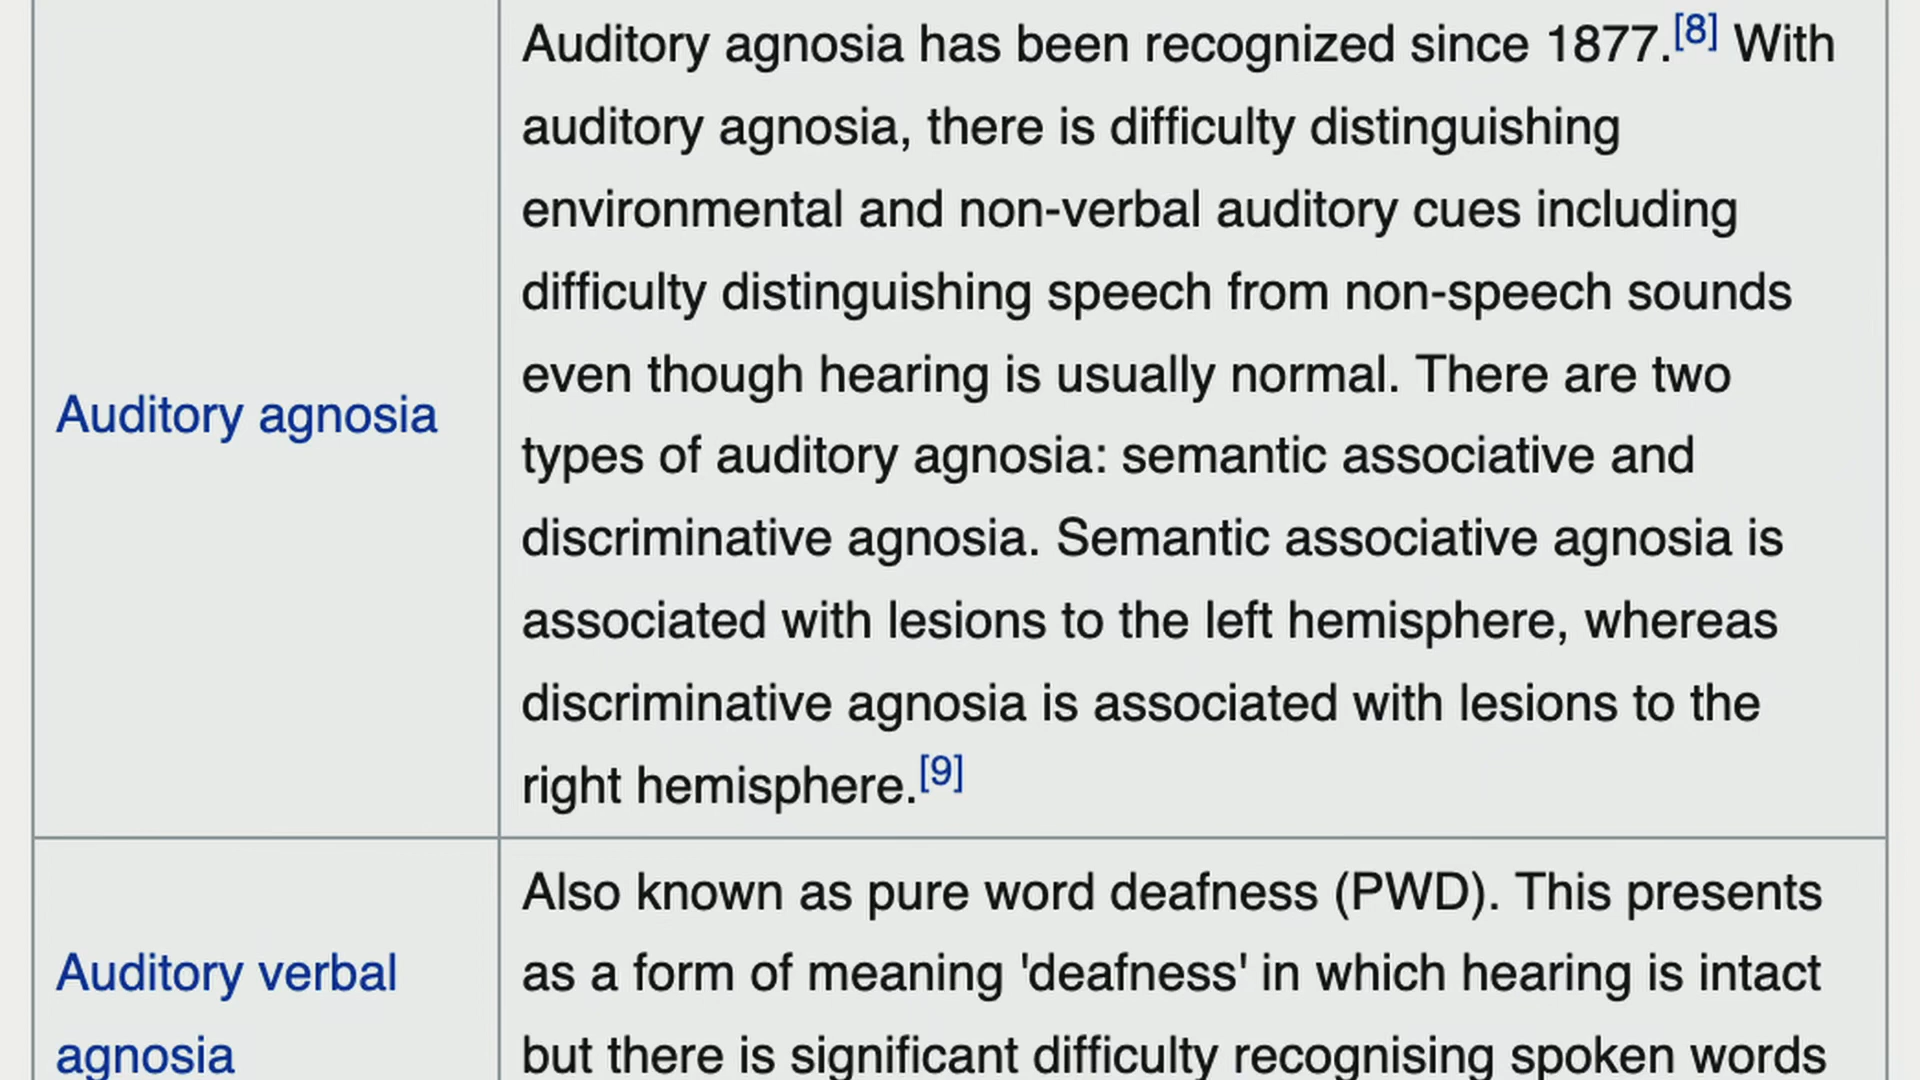 Auditory agnosia
Auditory agnosia has been recognized since 1877.[8] With
auditory agnosia, there is difficulty distinguishing
environmental and non-verbal auditory cues including
difficulty distinguishing speech from non-speech sounds
even though hearing is usually normal. There are two
types of auditory agnosia: semantic associative and
discriminative agnosia. Semantic associative agnosia is
associated with lesions to the left hemisphere, whereas
discriminative agnosia is associated with lesions to the
right hemisphere.[9]
Auditory verbal
agnosia
Also known as pure word deafness (PWD). This presents
as a form of meaning 'deafness' in which hearing is intact
but there is significant difficulty recognising spoken words